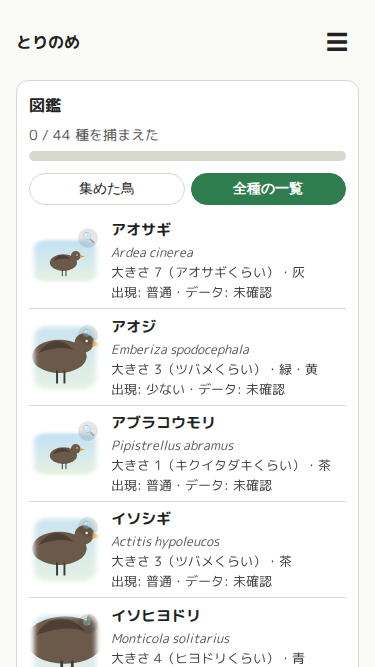 とりのめ
図鑑
0 / 44 種を捕まえた
集めた鳥
全種の一覧
アオサギ
Ardea cinerea
大きさ 7（アオサギくらい）・灰
出現: 普通・データ: 未確認
アオジ
Emberiza spodocephala
大きさ 3（ツバメくらい）・緑・黄
出現: 少ない・データ: 未確認
アブラコウモリ
Pipistrellus abramus
大きさ 1（キクイタダキくらい）・茶
出現: 普通・データ: 未確認
イソシギ
Actitis hypoleucos
大きさ 3（ツバメくらい）・茶
出現: 普通・データ: 未確認
イソヒヨドリ
Monticola solitarius
大きさ 4（ヒヨドリくらい）・青